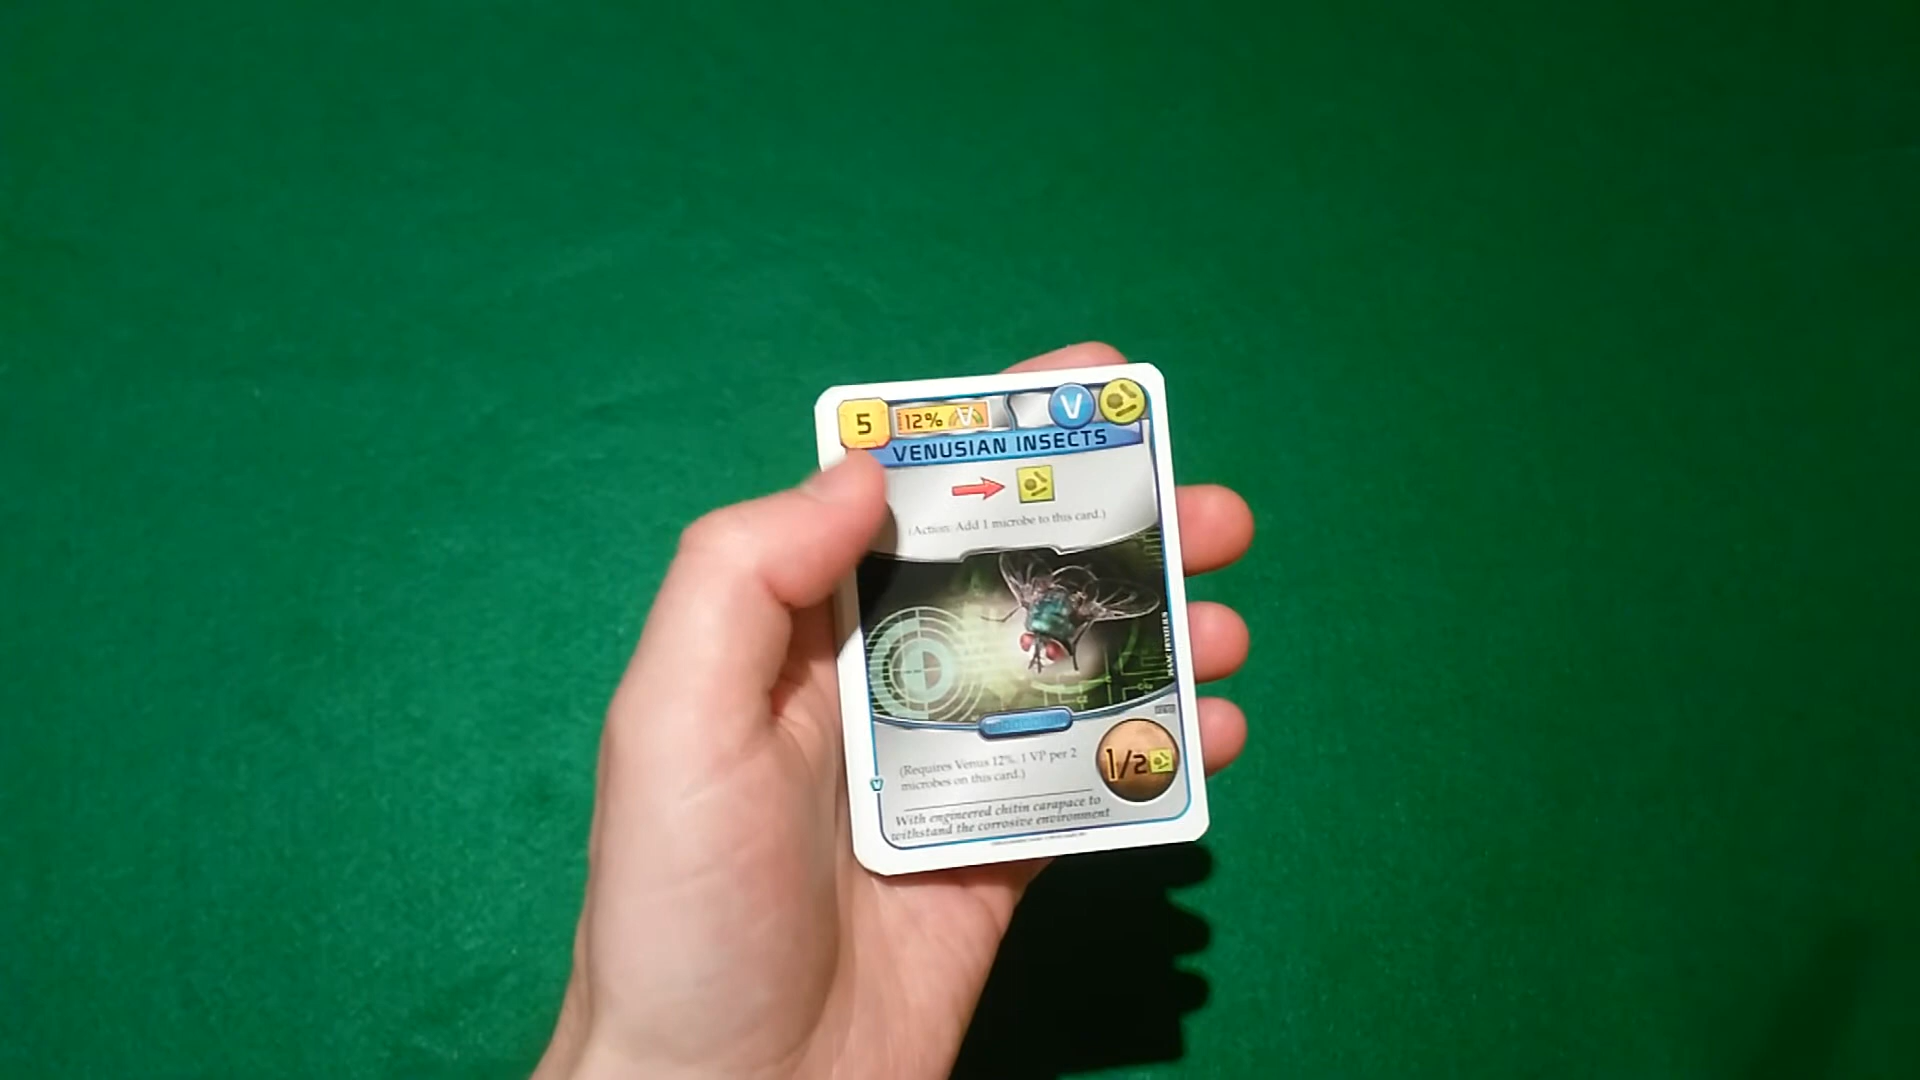 5 12% V V
VENUSIAN INSECTS
(Action: Add 1 microbe to this card.)
(Requires Venus 12%. 1 VP per 2
microbes on this card.)
1/2
V
With engineered chitin carapace to
withstand the corrosive environment